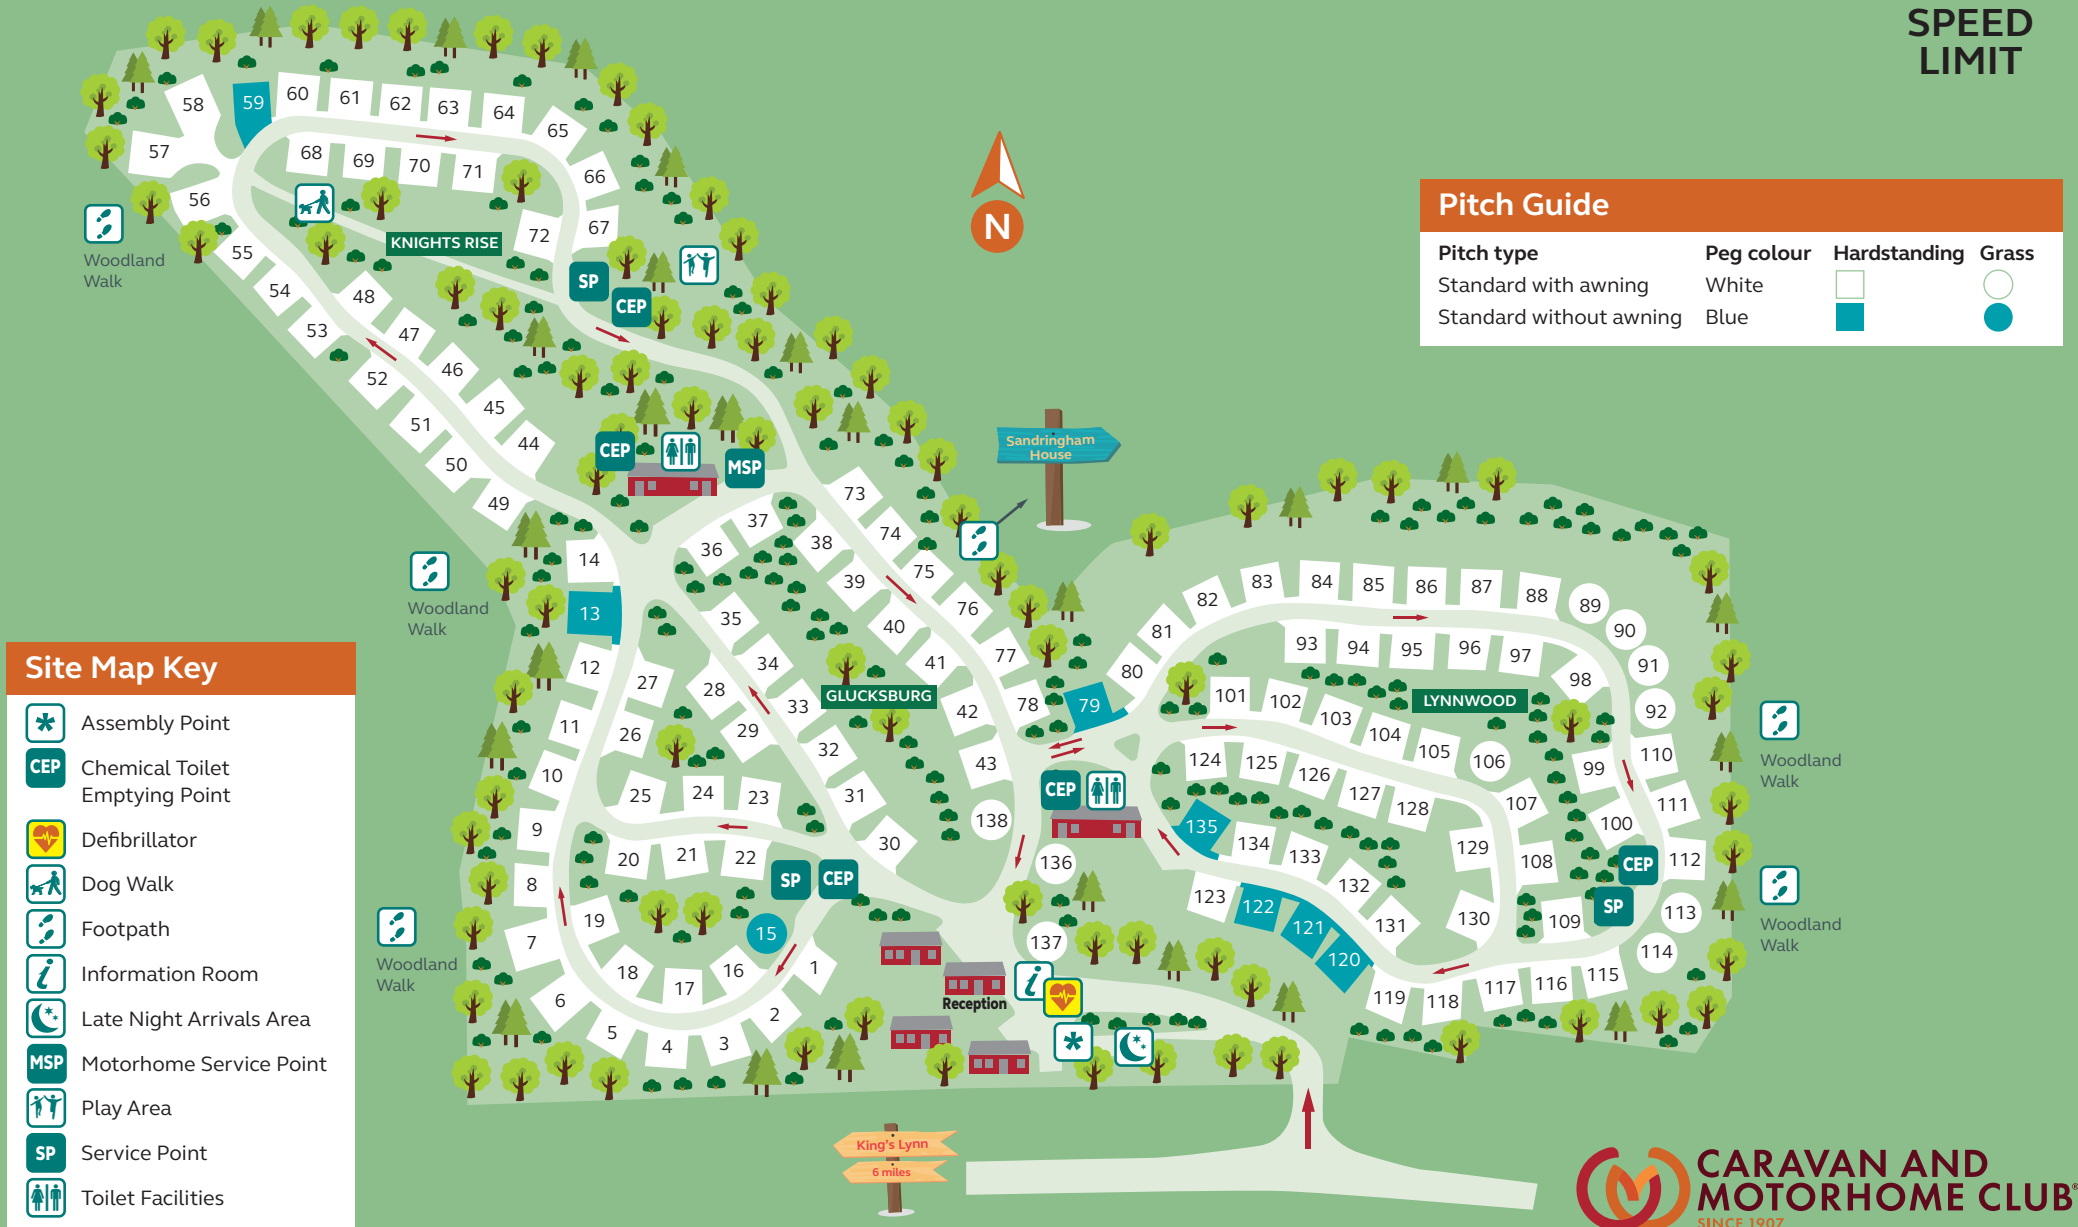 SPEED
LIMIT
58
59
60
61
62
63
64
65
57
68
69
70
71
66
56
67
72
KNIGHTS RISE
N
Woodland
Walk
55
54
48
53
47
52
46
51
45
50
44
49
SP
CEP
CEP
MSP
Pitch Guide
Pitch type Peg colour Hardstanding Grass
Standard with awning White
Standard without awning Blue
Sandringham
House
73
37
36
38
74
14
39
75
13
35
40
76
12
27
34
41
77
28
33
GLUCKSBURG
42
78
79
11
26
29
32
43
10
25
24
23
31
138
9
20
21
22
30
136
8
SP
CEP
19
15
7
137
18
16
1
17
6
2
5
4
3
Woodland
Walk
Woodland
Walk
Reception
CEP
80
81
82
83
84
85
86
87
88
89
90
91
92
93
94
95
96
97
98
LYNNWOOD
101
102
103
104
105
106
99
110
124
125
126
127
128
107
111
100
135
134
133
129
108
112
CEP
132
123
122
121
120
131
130
109
SP
113
114
119
118
117
116
115
Woodland
Walk
Woodland
Walk
Site Map Key
Assembly Point
CEP Chemical Toilet
Emptying Point
Defibrillator
Dog Walk
Footpath
Information Room
Late Night Arrivals Area
MSP Motorhome Service Point
Play Area
SP Service Point
Toilet Facilities
King's Lynn
6 miles
CARAVAN AND
MOTORHOME CLUB®
SINCE 1907